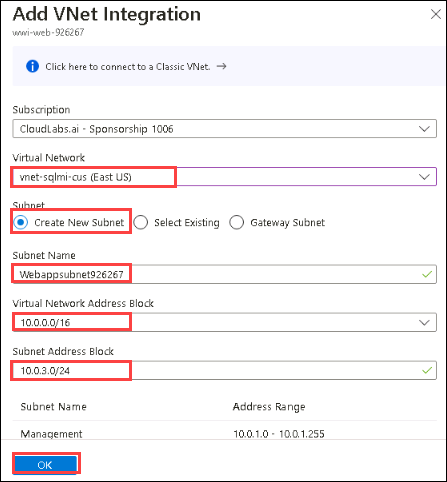 Add VNet Integration
wwi-web-926267
Click here to connect to a Classic VNet. →
Subscription
CloudLabs.ai - Sponsorship 1006
Virtual Network
vnet-sqlmi-cus (East US)
Subnet
Create New Subnet Select Existing Gateway Subnet
Subnet Name
Webappsubnet926267
Virtual Network Address Block
10.0.0.0/16
Subnet Address Block
10.0.3.0/24
Subnet Name Address Range
Management 10.0.1.0 - 10.0.1.255
OK